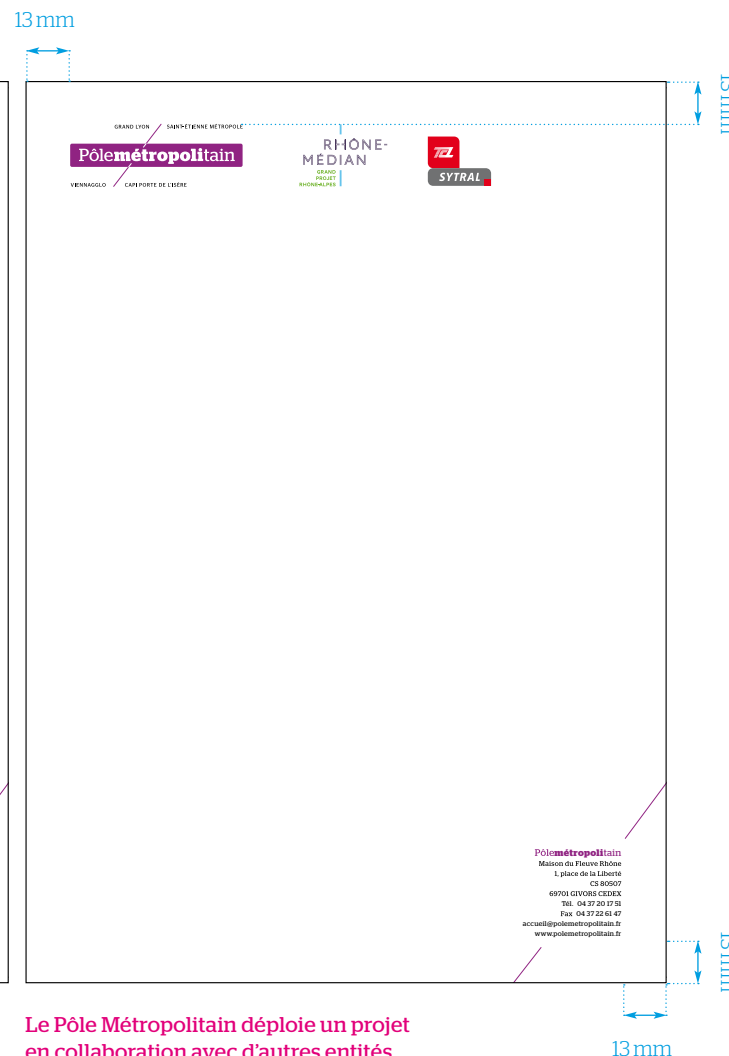 13 mm
GRAND LYON SAINT-ÉTIENNE MÉTROPOLE
Pôlemétropolitain
VIENNAGGLO CAPI PORTE DE L'ISÈRE
RHÔNE-
MÉDIAN
GRAND
PROJET
RHÔNE-ALPES
TCL
SYTRAL
Pôlemétropolitain
Maison du Fleuve Rhône
1, place de la Liberté
CS 80507
69701 GIVORS CEDEX
Tél. 04 37 20 17 51
Fax 04 37 22 61 47
accueil@polemetropolitain.fr
www.polemetropolitain.fr
Le Pôle Métropolitain déploie un projet
en collaboration avec d'autres entités
13 mm